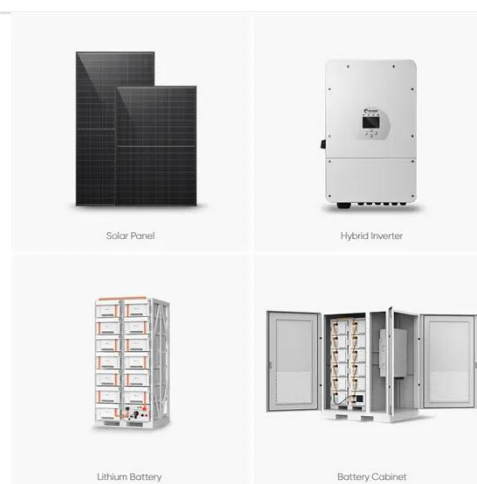 Solar Panel
Hybrid Inverter
Lithium Battery
Battery Cabinet